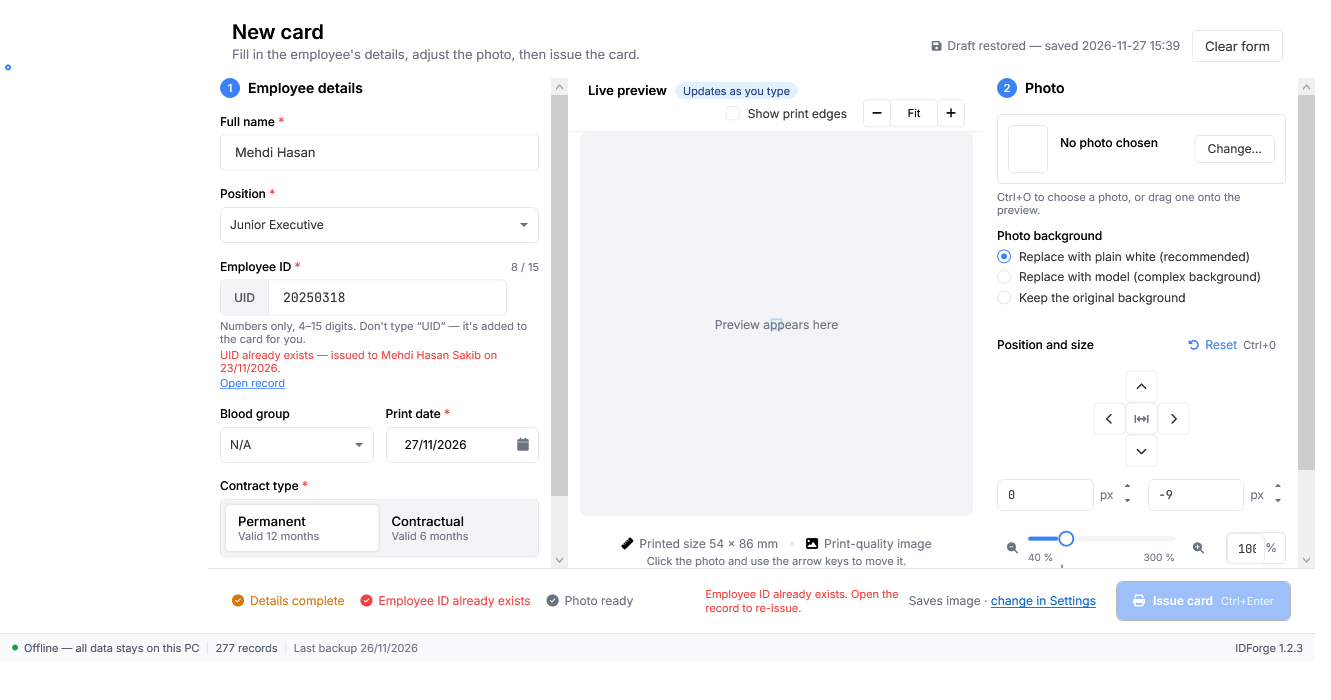 New card
Fill in the employee's details, adjust the photo, then issue the card.
Draft restored — saved 2026-11-27 15:39
Clear form
1 Employee details
Full name *
Mehdi Hasan
Position *
Junior Executive
Employee ID *
8 / 15
UID
20250318
Numbers only, 4–15 digits. Don't type “UID” — it's added to
the card for you.
UID already exists — issued to Mehdi Hasan Sakib on
23/11/2026.
Open record
Blood group
Print date *
N/A
27/11/2026
Contract type *
Permanent
Valid 12 months
Contractual
Valid 6 months
Live preview
Updates as you type
Show print edges
Fit
Preview appears here
Printed size 54 × 86 mm • Print-quality image
Click the photo and use the arrow keys to move it.
2 Photo
No photo chosen
Change...
Ctrl+O to choose a photo, or drag one onto the
preview.
Photo background
Replace with plain white (recommended)
Replace with model (complex background)
Keep the original background
Position and size
Reset Ctrl+0
0 px
-9 px
40 %
300 %
100 %
Details complete
Employee ID already exists
Photo ready
Employee ID already exists. Open the
record to re-issue.
Saves image · change in Settings
Issue card Ctrl+Enter
Offline — all data stays on this PC
277 records
Last backup 26/11/2026
IDForge 1.2.3